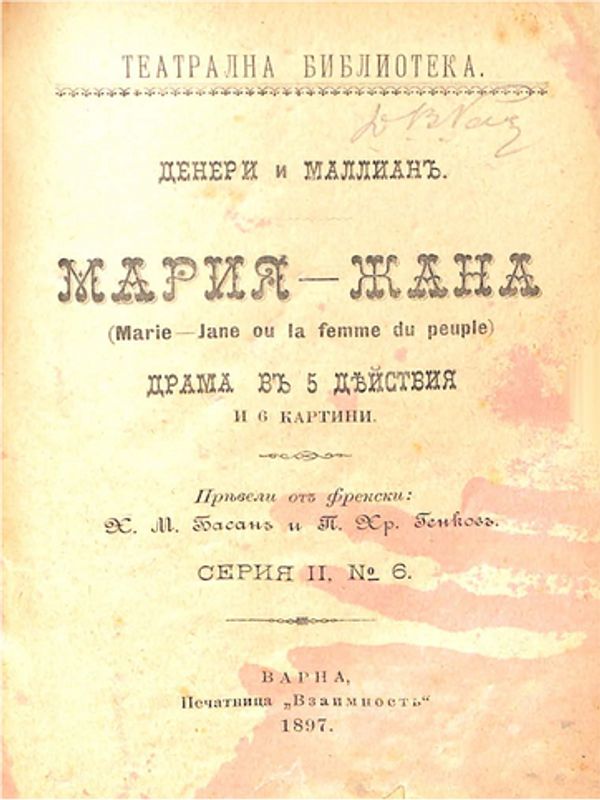 ТЕАТРАЛНА БИБЛИОТЕКА.
ДЕНЕРИ и МАЛЛИАНЪ.
МАРИЯ—ЖАНА
(Marie—Jane ou la femme du peuple)
ДРАМА ВЪ 5 ДѢЙСТВИЯ
И 6 КАРТИНИ.
Прѣвели отъ френски:
Х. М. Басанъ и П. Хр. Генковъ.
СЕРИЯ II. № 6.
ВАРНА,
Печатница „Взаимность“
1897.